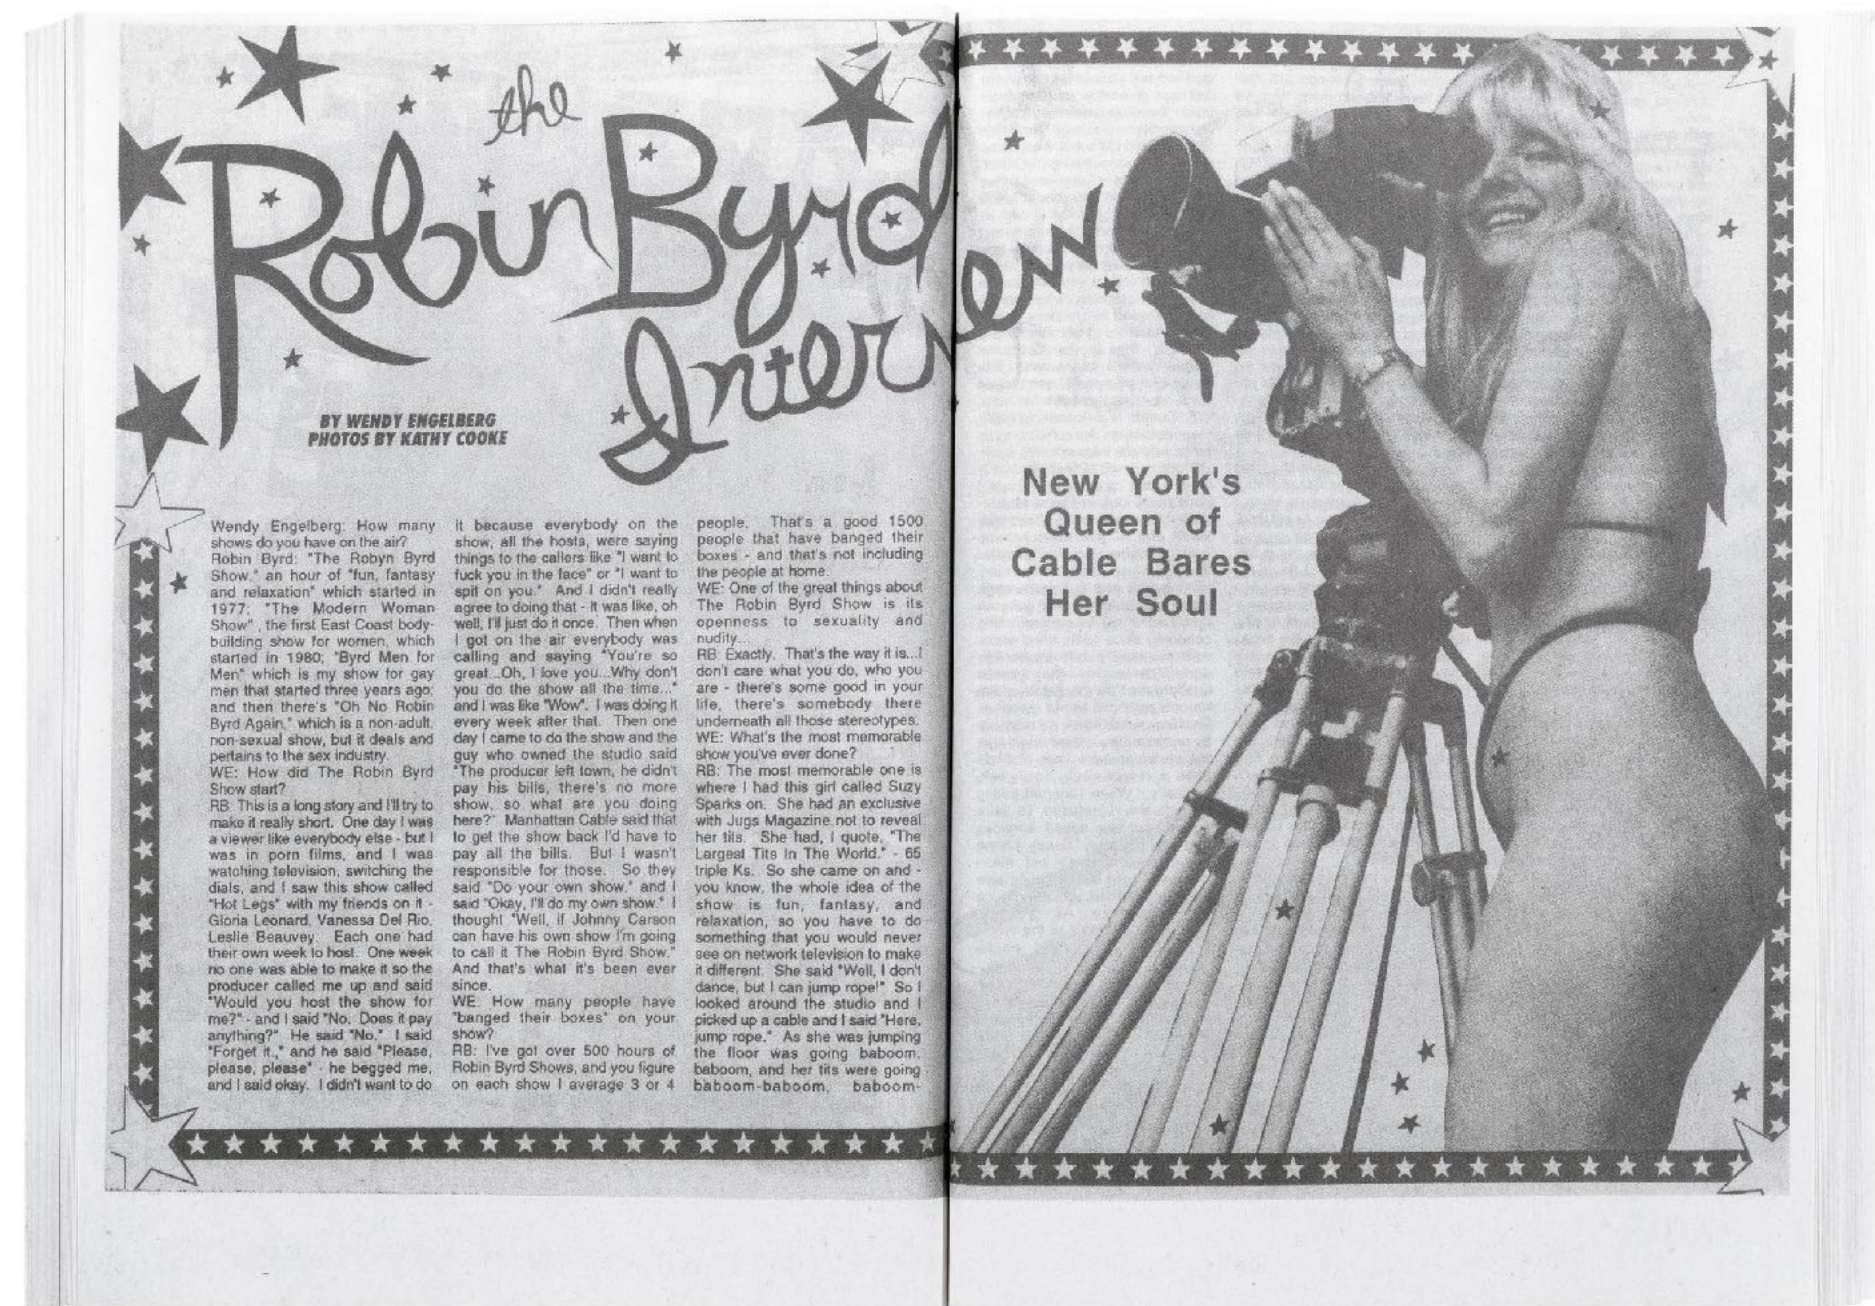 the
Robin Byrd
Interview
BY WENDY ENGELBERG
PHOTOS BY KATHY COOKE
Wendy Engelberg: How many
shows do you have on the air?
Robin Byrd: "The Robyn Byrd
Show," an hour of "fun, fantasy
and relaxation" which started in
1977; "The Modern Woman
Show" , the first East Coast body-
building show for women, which
started in 1980; "Byrd Men for
Men" which is my show for gay
men that started three years ago;
and then there's "Oh No Robin
Byrd Again," which is a non-adult,
non-sexual show, but it deals and
pertains to the sex industry.
WE: How did The Robin Byrd
Show start?
RB: This is a long story and I'll try to
make it really short. One day I was
a viewer like everybody else - but I
was in porn films, and I was
watching television, switching the
dials, and I saw this show called
"Hot Legs" with my friends on it -
Gloria Leonard, Vanessa Del Rio,
Leslie Beauvey. Each one had
their own week to host. One week
no one was able to make it so the
producer called me up and said
"Would you host the show for
me?" - and I said "No. Does it pay
anything?" He said "No." I said
"Forget it.," and he said "Please,
please, please" - he begged me,
and I said okay. I didn't want to do
it because everybody on the
show, all the hosts, were saying
things to the callers like "I want to
fuck you in the face" or "I want to
spit on you." And I didn't really
agree to doing that - it was like, oh
well, I'll just do it once. Then when
I got on the air everybody was
calling and saying "You're so
great...Oh, I love you...Why don't
you do the show all the time..."
and I was like "Wow". I was doing it
every week after that. Then one
day I came to do the show and the
guy who owned the studio said
"The producer left town, he didn't
pay his bills, there's no more
show, so what are you doing
here?" Manhattan Cable said that
to get the show back I'd have to
pay all the bills. But I wasn't
responsible for those. So they
said "Do your own show," and I
said "Okay, I'll do my own show." I
thought "Well, if Johnny Carson
can have his own show I'm going
to call it The Robin Byrd Show."
And that's what it's been ever
since.
WE: How many people have
"banged their boxes" on your
show?
RB: I've got over 500 hours of
Robin Byrd Shows, and you figure
on each show I average 3 or 4
people. That's a good 1500
people that have banged their
boxes - and that's not including
the people at home.
WE: One of the great things about
The Robin Byrd Show is its
openness to sexuality and
nudity...
RB: Exactly. That's the way it is...I
don't care what you do, who you
are - there's some good in your
life, there's somebody there
underneath all those stereotypes.
WE: What's the most memorable
show you've ever done?
RB: The most memorable one is
where I had this girl called Suzy
Sparks on. She had an exclusive
with Jugs Magazine not to reveal
her tits. She had, I quote, "The
Largest Tits In The World." - 65
triple Ks. So she came on and -
you know, the whole idea of the
show is fun, fantasy, and
relaxation, so you have to do
something that you would never
see on network television to make
it different. She said "Well, I don't
dance, but I can jump rope!" So I
looked around the studio and I
picked up a cable and I said "Here,
jump rope." As she was jumping
the floor was going baboom,
baboom, and her tits were going
baboom-baboom, baboom-
New York's
Queen of
Cable Bares
Her Soul